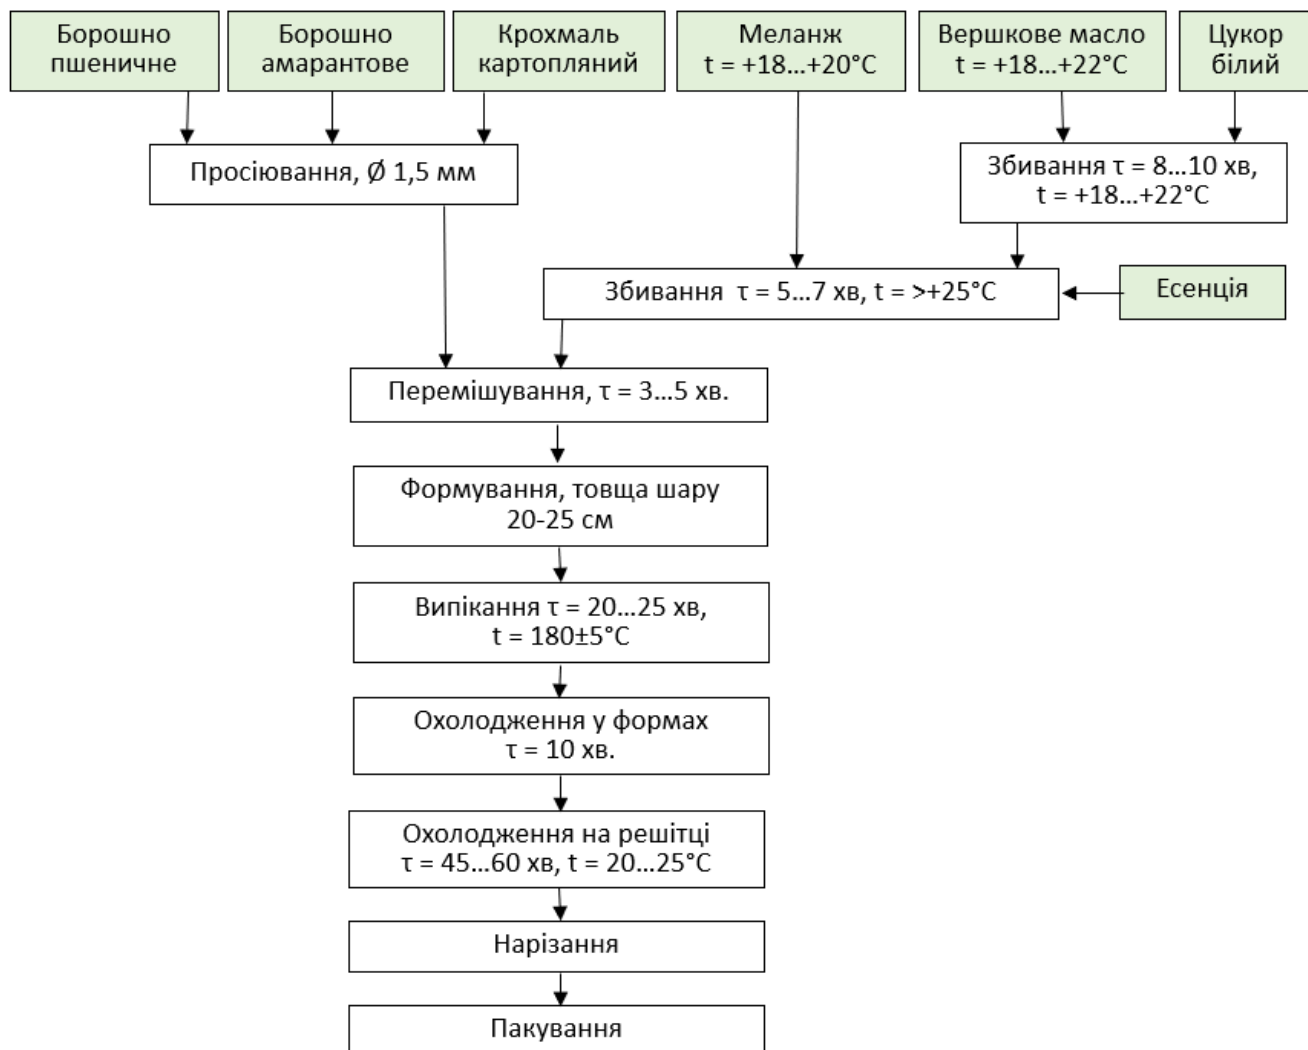 Борошно
пшеничне
Борошно
амарантове
Крохмаль
картопляний
Меланж
t = +18...+20°C
Вершкове масло
t = +18...+22°C
Цукор
білий
Просіювання, Ø 1,5 мм
Збивання τ = 8...10 хв,
t = +18...+22°C
Збивання τ = 5...7 хв, t = >+25°C
Есенція
Перемішування, τ = 3...5 хв.
Формування, товща шару
20-25 см
Випікання τ = 20...25 хв,
t = 180±5°C
Охолодження у формах
τ = 10 хв.
Охолодження на решітці
τ = 45...60 хв, t = 20...25°C
Нарізання
Пакування